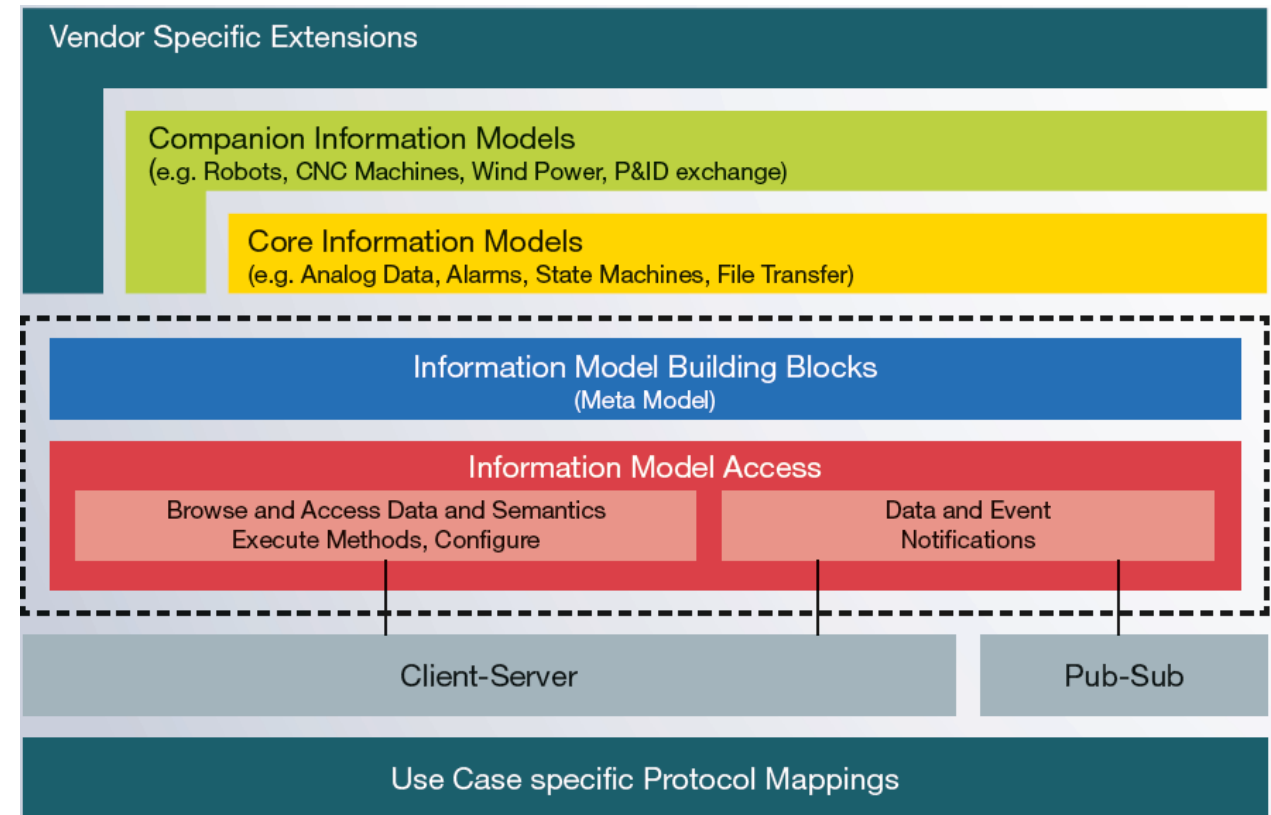 Vendor Specific Extensions
Companion Information Models
(e.g. Robots, CNC Machines, Wind Power, P&ID exchange)
Core Information Models
(e.g. Analog Data, Alarms, State Machines, File Transfer)
Information Model Building Blocks
(Meta Model)
Information Model Access
Browse and Access Data and Semantics
Execute Methods, Configure
Data and Event
Notifications
Client-Server
Pub-Sub
Use Case specific Protocol Mappings